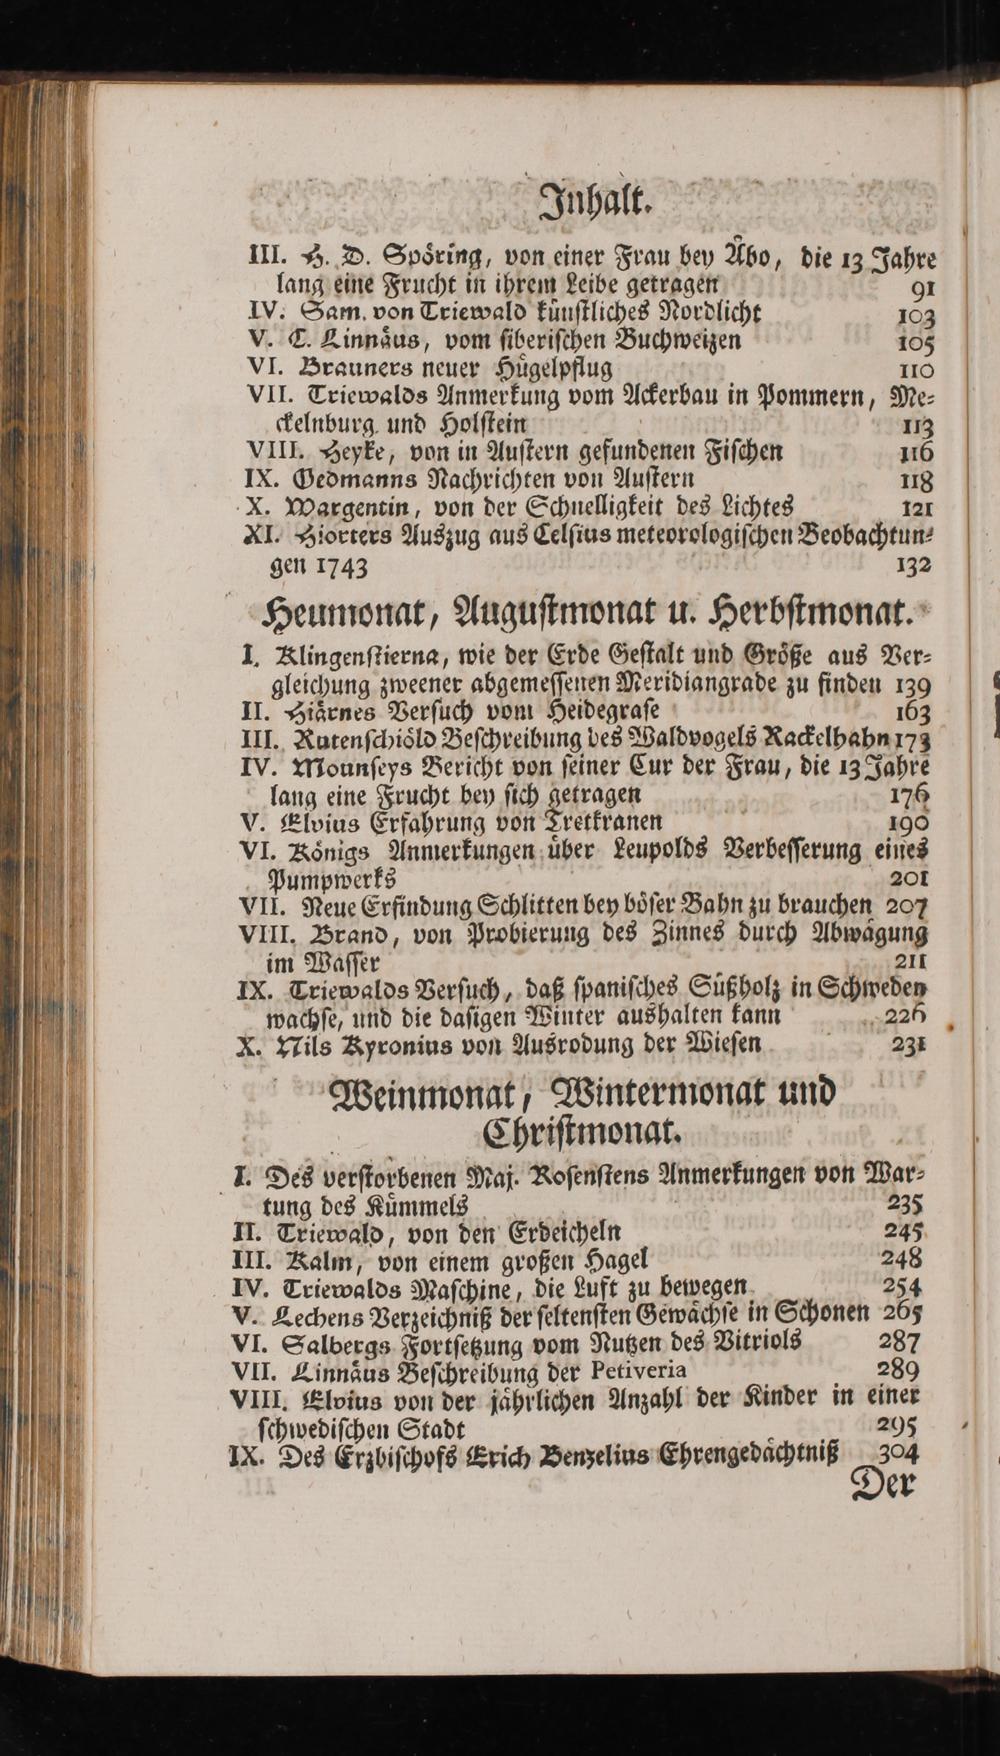 Inhalt.
III. H. D. Spöring, von einer Frau bey Åbo, die 13 Jahre
lang eine Frucht in ihrem Leibe getragen 91
IV. Sam. von Triewald künſtliches Nordlicht 103
V. C. Linnäus, vom ſiberiſchen Buchweizen 105
VI. Brauners neuer Hügelpflug 110
VII. Triewalds Anmerkung vom Ackerbau in Pommern, Me-
ckelnburg und Holſtein 113
VIII. Heyke, von in Auſtern gefundenen Fiſchen 116
IX. Oedmanns Nachrichten von Auſtern 118
X. Wargentin, von der Schnelligkeit des Lichtes 121
XI. Hiorters Auszug aus Celſius meteorologiſchen Beobachtun-
gen 1743 132
Heumonat, Auguſtmonat u. Herbſtmonat.
I. Klingenſtierna, wie der Erde Geſtalt und Größe aus Ver-
gleichung zweener abgemeſſenen Meridiangrade zu finden 139
II. Hiärnes Verſuch vom Heidegraſe 163
III. Rutenſchiöld Beſchreibung des Waldvogels Rackelhahn 173
IV. Mounſeys Bericht von ſeiner Cur der Frau, die 13 Jahre
lang eine Frucht bey ſich getragen 176
V. Elvius Erfahrung von Tretkranen 190
VI. Königs Anmerkungen über Leupolds Verbeſſerung eines
Pumpwerks 201
VII. Neue Erfindung Schlitten bey böſer Bahn zu brauchen 207
VIII. Brand, von Probierung des Zinnes durch Abwägung
im Waſſer 211
IX. Triewalds Verſuch, daß ſpaniſches Süßholz in Schweden
wachſe, und die daſigen Winter aushalten kann 226
X. Nils Kyronius von Ausrodung der Wieſen 231
Weinmonat, Wintermonat und
Chriſtmonat.
I. Des verſtorbenen Maj. Roſenſtens Anmerkungen von War-
tung des Kümmels 235
II. Triewald, von den Erdeicheln 245
III. Kalm, von einem großen Hagel 248
IV. Triewalds Maſchine, die Luft zu bewegen 254
V. Lechens Verzeichniß der ſeltenſten Gewächſe in Schonen 265
VI. Salbergs Fortſetzung vom Nutzen des Vitriols 287
VII. Linnäus Beſchreibung der Petiveria 289
VIII. Elvius von der jährlichen Anzahl der Kinder in einer
ſchwediſchen Stadt 295
IX. Des Erzbiſchofs Erich Benzelius Ehrengedächtniß 304
Der